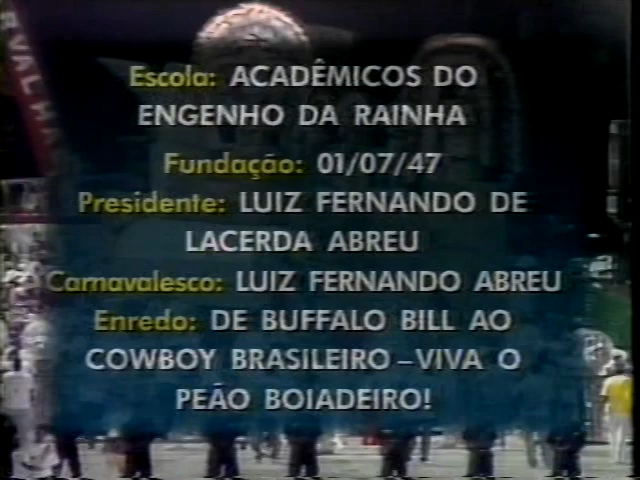 RVAL
Escola: ACADÊMICOS DO
ENGENHO DA RAINHA
Fundação: 01/07/47
Presidente: LUIZ FERNANDO DE
LACERDA ABREU
Carnavalesco: LUIZ FERNANDO ABREU
Enredo: DE BUFFALO BILL AO
COWBOY BRASILEIRO – VIVA O
PEÃO BOIADEIRO!